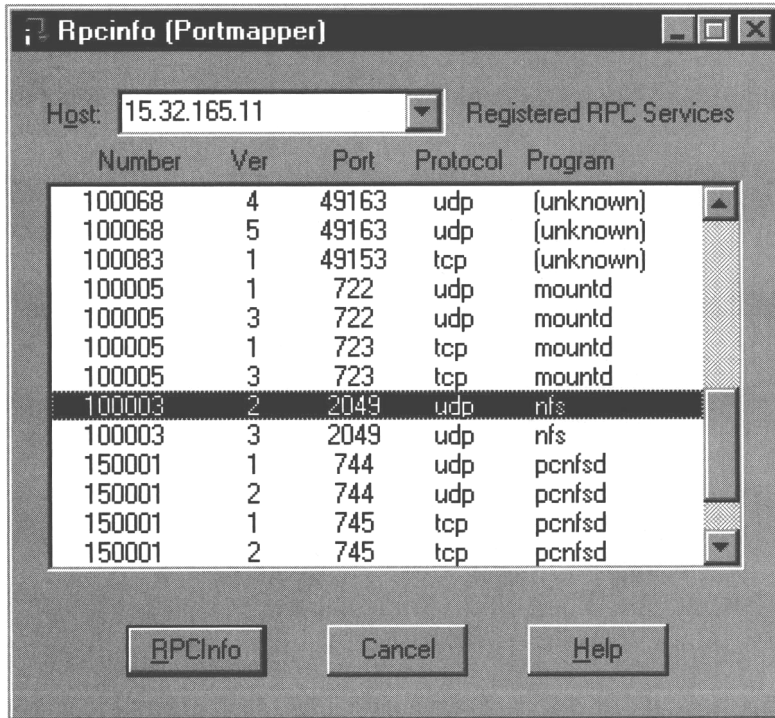 Rpcinfo (Portmapper)
Host: 15.32.165.11 Registered RPC Services
Number Ver Port Protocol Program
100068 4 49163 udp (unknown)
100068 5 49163 udp (unknown)
100083 1 49153 tcp (unknown)
100005 1 722 udp mountd
100005 3 722 udp mountd
100005 1 723 tcp mountd
100005 3 723 tcp mountd
100003 2 2049 udp nfs
100003 3 2049 udp nfs
150001 1 744 udp pcnfsd
150001 2 744 udp pcnfsd
150001 1 745 tcp pcnfsd
150001 2 745 tcp pcnfsd
RPCInfo Cancel Help